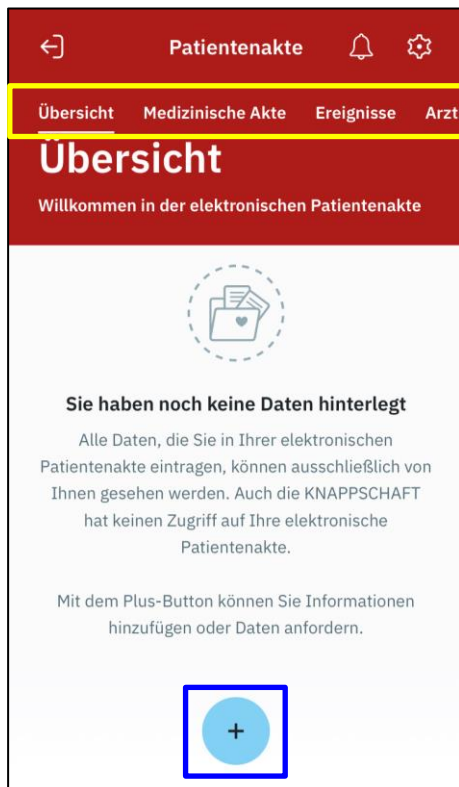 Patientenakte
Übersicht Medizinische Akte Ereignisse Arzt
Übersicht
Willkommen in der elektronischen Patientenakte
Sie haben noch keine Daten hinterlegt
Alle Daten, die Sie in Ihrer elektronischen
Patientenakte eintragen, können ausschließlich von
Ihnen gesehen werden. Auch die KNAPPSCHAFT
hat keinen Zugriff auf Ihre elektronische
Patientenakte.
Mit dem Plus-Button können Sie Informationen
hinzufügen oder Daten anfordern.
+